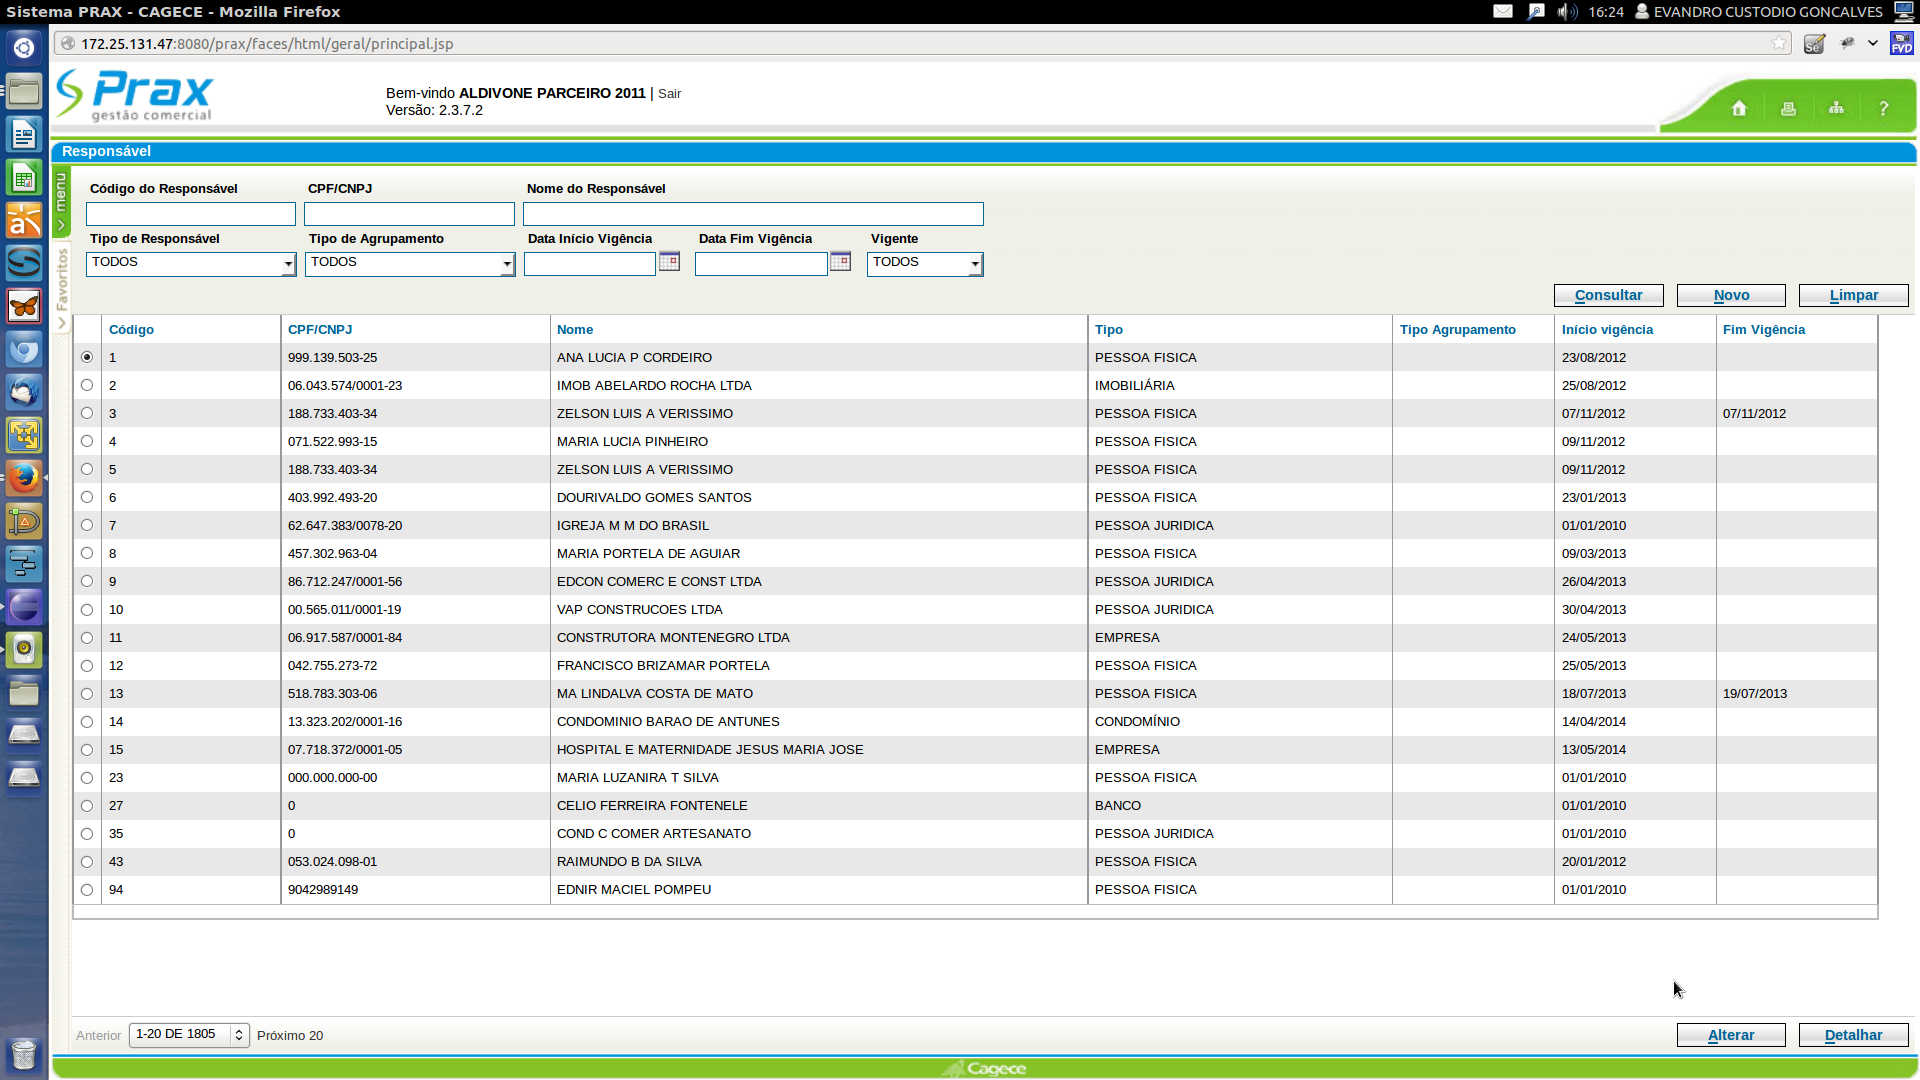 Sistema PRAX - CAGECE - Mozilla Firefox
16:24 EVANDRO CUSTODIO GONCALVES
172.25.131.47:8080/prax/faces/html/geral/principal.jsp
Se
FVD
Prax
gestão comercial
Bem-vindo ALDIVONE PARCEIRO 2011 | Sair
Versão: 2.3.7.2
?
Responsável
menu
Favoritos
Código do Responsável CPF/CNPJ Nome do Responsável
Tipo de Responsável Tipo de Agrupamento Data Início Vigência Data Fim Vigência Vigente
TODOS TODOS TODOS
Consultar Novo Limpar
Código CPF/CNPJ Nome Tipo Tipo Agrupamento Início vigência Fim Vigência
1 999.139.503-25 ANA LUCIA P CORDEIRO PESSOA FISICA 23/08/2012
2 06.043.574/0001-23 IMOB ABELARDO ROCHA LTDA IMOBILIÁRIA 25/08/2012
3 188.733.403-34 ZELSON LUIS A VERISSIMO PESSOA FISICA 07/11/2012 07/11/2012
4 071.522.993-15 MARIA LUCIA PINHEIRO PESSOA FISICA 09/11/2012
5 188.733.403-34 ZELSON LUIS A VERISSIMO PESSOA FISICA 09/11/2012
6 403.992.493-20 DOURIVALDO GOMES SANTOS PESSOA FISICA 23/01/2013
7 62.647.383/0078-20 IGREJA M M DO BRASIL PESSOA JURIDICA 01/01/2010
8 457.302.963-04 MARIA PORTELA DE AGUIAR PESSOA FISICA 09/03/2013
9 86.712.247/0001-56 EDCON COMERC E CONST LTDA PESSOA JURIDICA 26/04/2013
10 00.565.011/0001-19 VAP CONSTRUCOES LTDA PESSOA JURIDICA 30/04/2013
11 06.917.587/0001-84 CONSTRUTORA MONTENEGRO LTDA EMPRESA 24/05/2013
12 042.755.273-72 FRANCISCO BRIZAMAR PORTELA PESSOA FISICA 25/05/2013
13 518.783.303-06 MA LINDALVA COSTA DE MATO PESSOA FISICA 18/07/2013 19/07/2013
14 13.323.202/0001-16 CONDOMINIO BARAO DE ANTUNES CONDOMÍNIO 14/04/2014
15 07.718.372/0001-05 HOSPITAL E MATERNIDADE JESUS MARIA JOSE EMPRESA 13/05/2014
23 000.000.000-00 MARIA LUZANIRA T SILVA PESSOA FISICA 01/01/2010
27 0 CELIO FERREIRA FONTENELE BANCO 01/01/2010
35 0 COND C COMER ARTESANATO PESSOA JURIDICA 01/01/2010
43 053.024.098-01 RAIMUNDO B DA SILVA PESSOA FISICA 20/01/2012
94 9042989149 EDNIR MACIEL POMPEU PESSOA FISICA 01/01/2010
Anterior 1-20 DE 1805 Próximo 20
Alterar Detalhar
Cagece